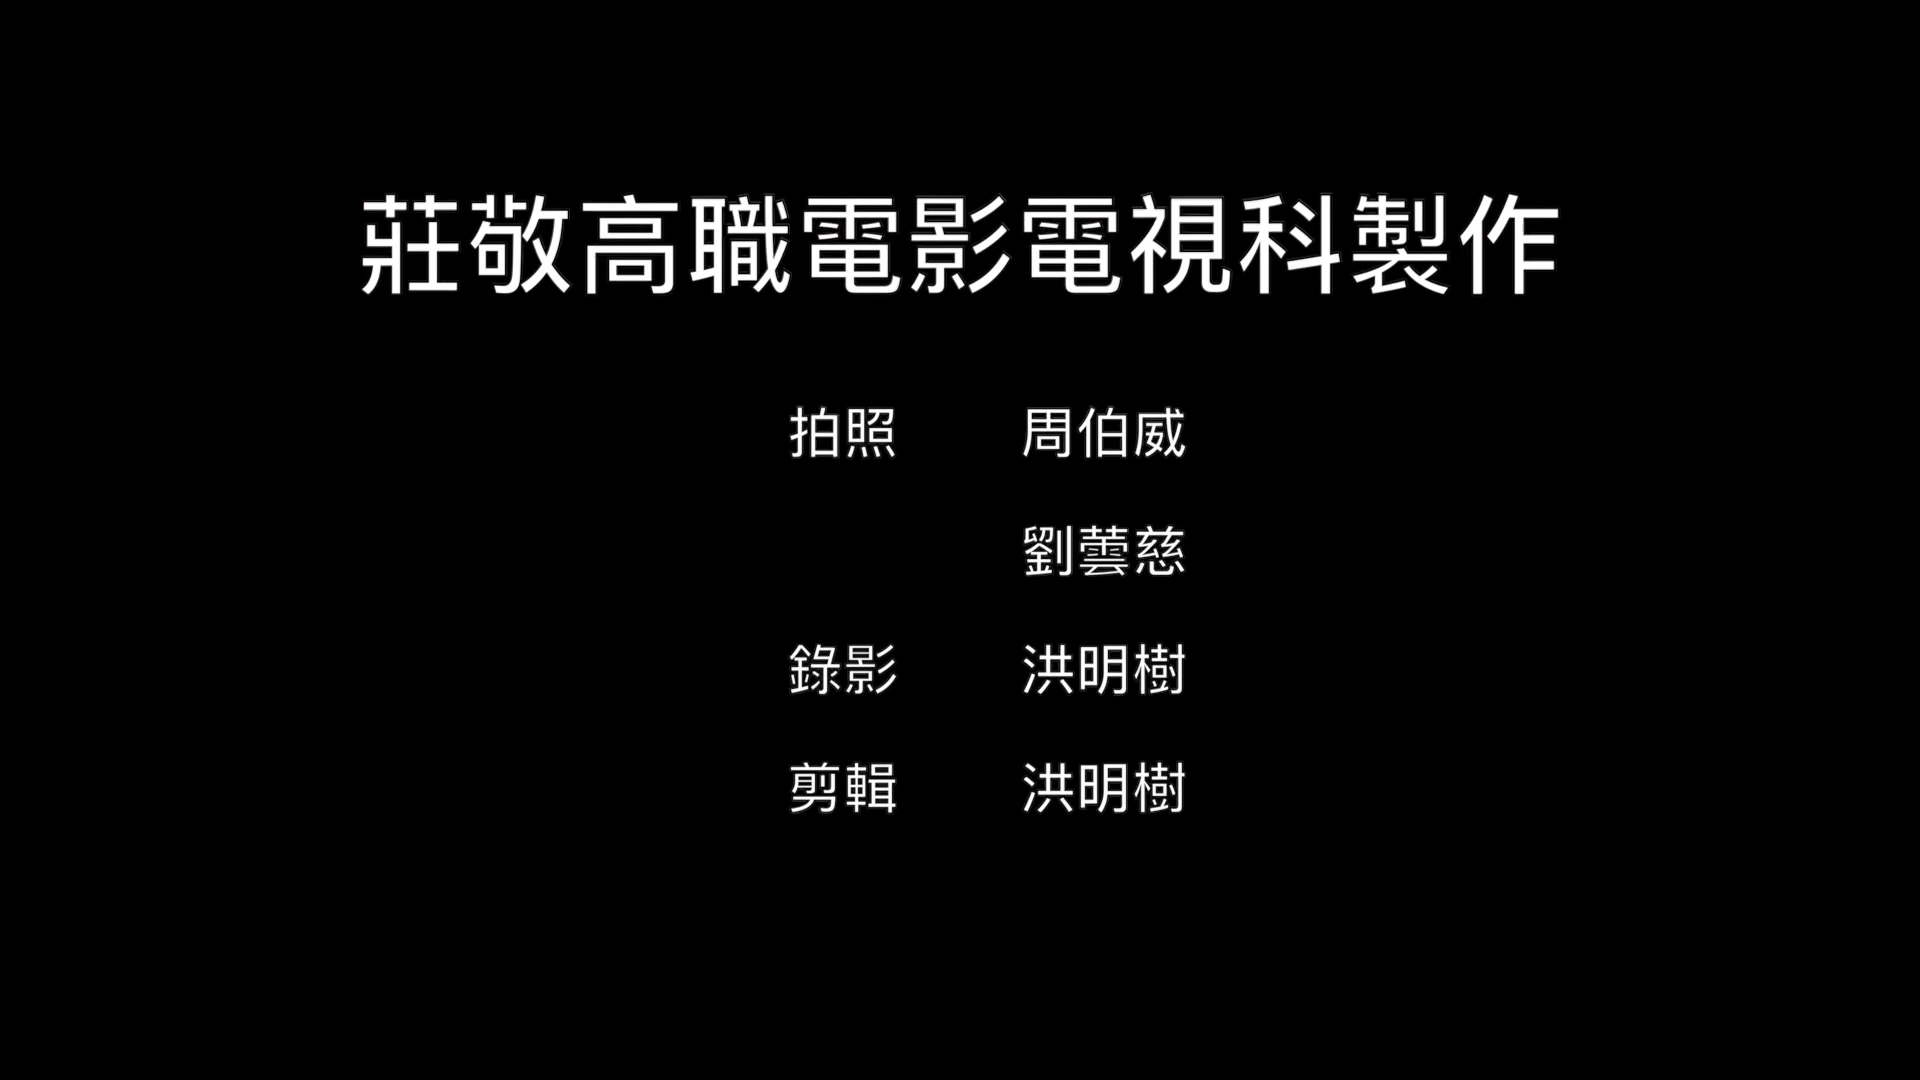 莊敬高職電影電視科製作
拍照 周伯威
劉蕓慈
錄影 洪明樹
剪輯 洪明樹